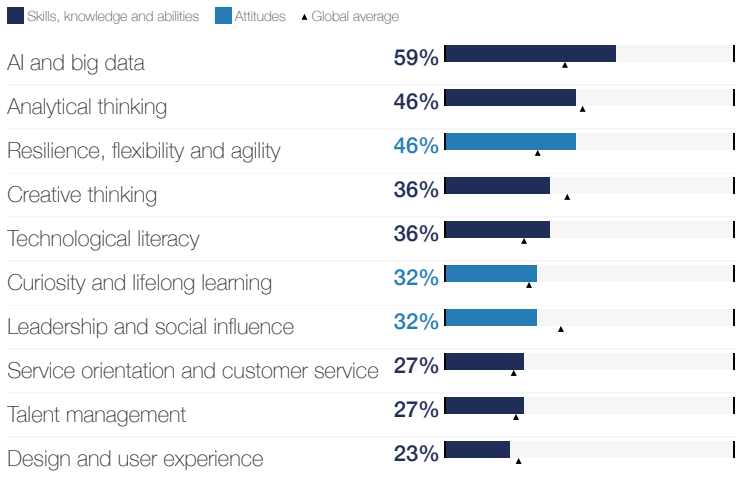 Skills, knowledge and abilities Attitudes Global average
AI and big data 59%
Analytical thinking 46%
Resilience, flexibility and agility 46%
Creative thinking 36%
Technological literacy 36%
Curiosity and lifelong learning 32%
Leadership and social influence 32%
Service orientation and customer service 27%
Talent management 27%
Design and user experience 23%